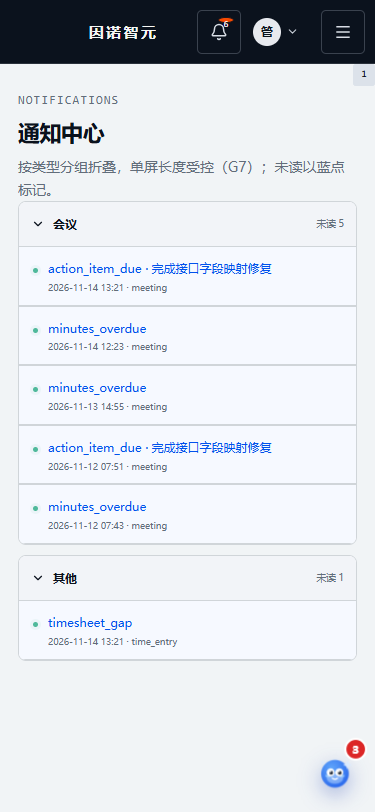 因诺智元
6
管
1
NOTIFICATIONS
通知中心
按类型分组折叠，单屏长度受控（G7）；未读以蓝点
标记。
会议
未读 5
action_item_due · 完成接口字段映射修复
2026-11-14 13:21 · meeting
minutes_overdue
2026-11-14 12:23 · meeting
minutes_overdue
2026-11-13 14:55 · meeting
action_item_due · 完成接口字段映射修复
2026-11-12 07:51 · meeting
minutes_overdue
2026-11-12 07:43 · meeting
其他
未读 1
timesheet_gap
2026-11-14 13:21 · time_entry
3